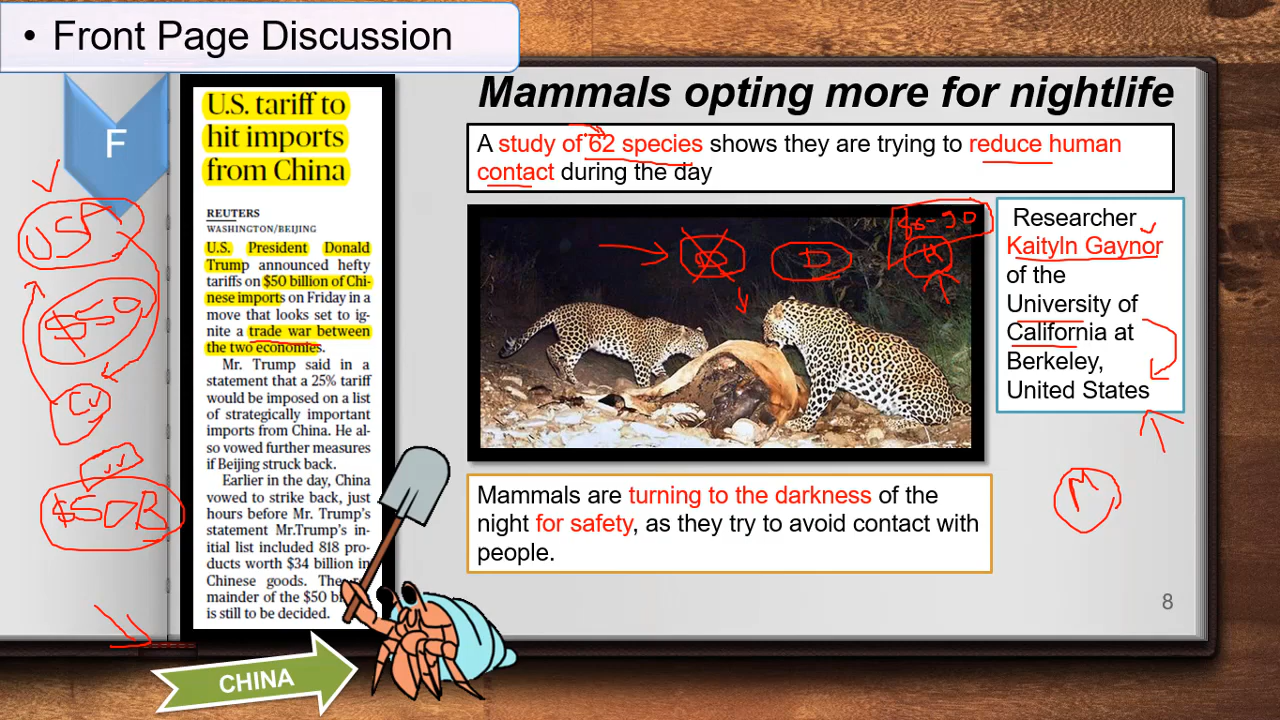 • Front Page Discussion
F
U.S. tariff to
hit imports
from China
REUTERS
WASHINGTON/BEIJING
U.S. President Donald
Trump announced hefty
tariffs on $50 billion of Chi-
nese imports on Friday in a
move that looks set to ig-
nite a trade war between
the two economies.
Mr. Trump said in a
statement that a 25% tariff
would be imposed on a list
of strategically important
imports from China. He al-
so vowed further measures
if Beijing struck back.
Earlier in the day, China
vowed to strike back, just
hours before Mr. Trump's
statement Mr.Trump's in-
itial list included 818 pro-
ducts worth $34 billion in
Chinese goods. The
mainder of the $50
is still to be decided.
CHINA
Mammals opting more for nightlife
A study of 62 species shows they are trying to reduce human
contact during the day
Researcher
Kaityln Gaynor
of the
University of
California at
Berkeley,
United States
Mammals are turning to the darkness of the
night for safety, as they try to avoid contact with
people.
8
USA
$50B
D
H
M